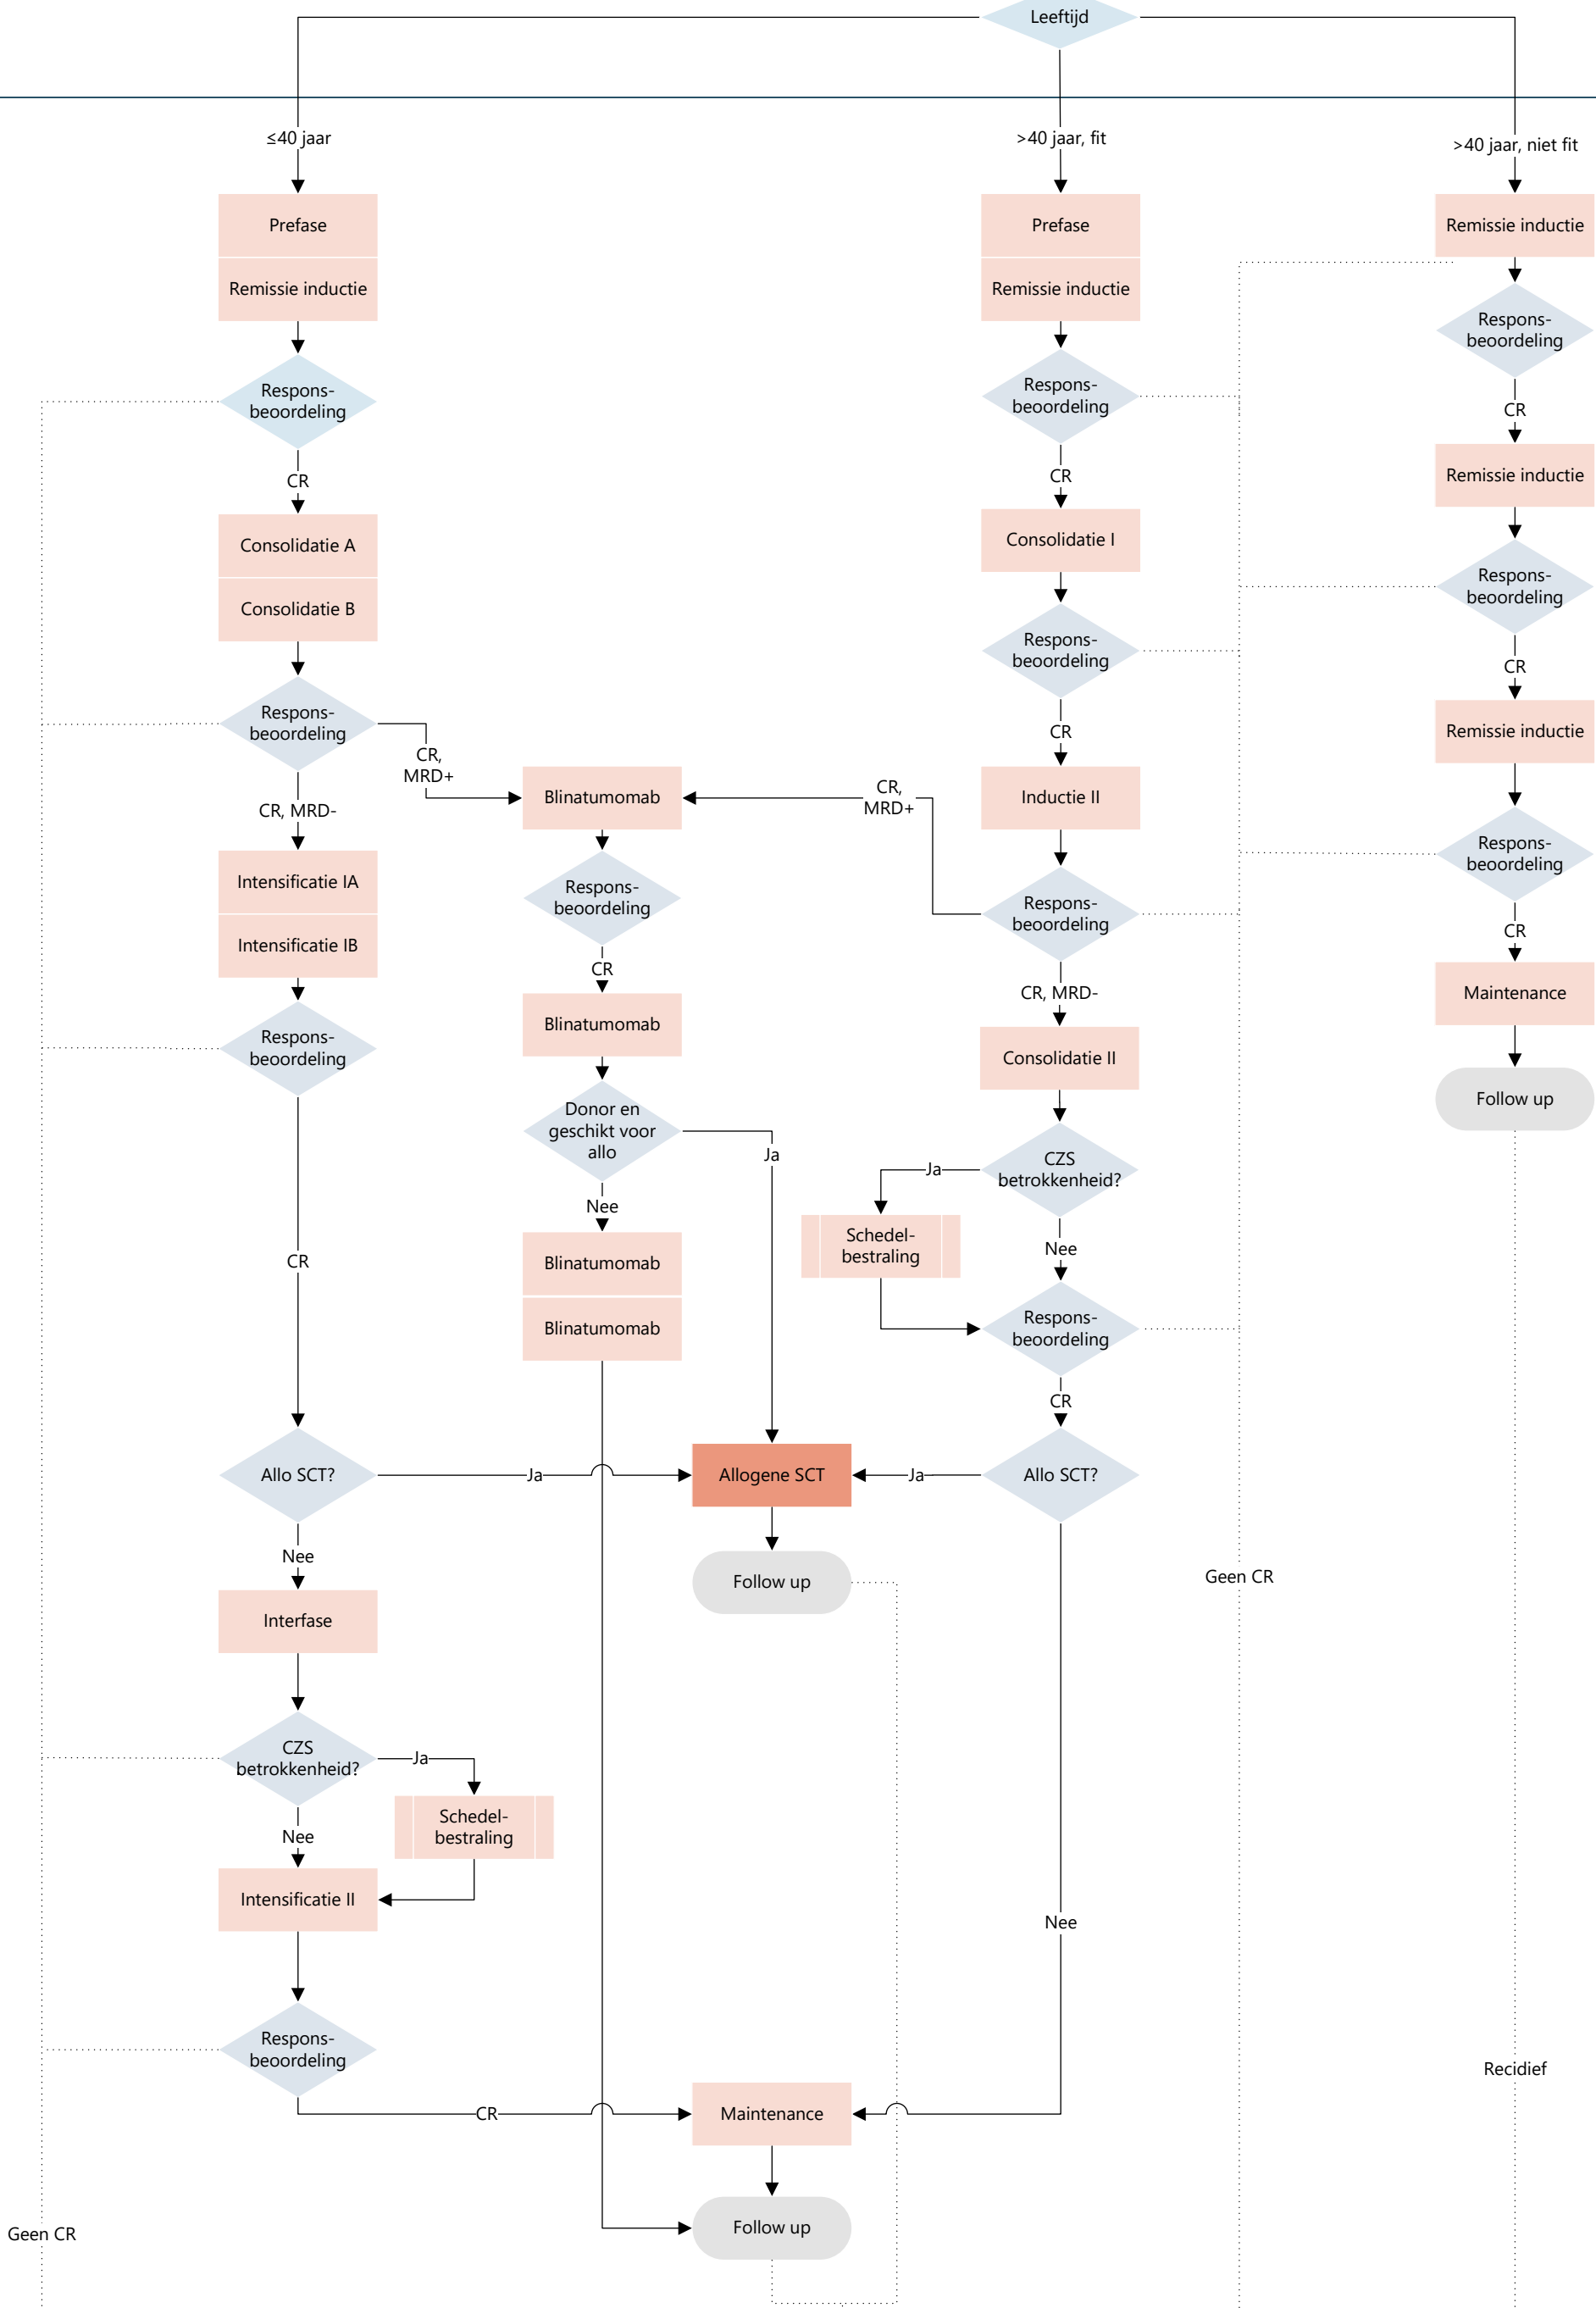 Leeftijd
≤40 jaar
>40 jaar, fit
>40 jaar, niet fit
Prefase
Remissie inductie
Respons-
beoordeling
CR
Consolidatie A
Consolidatie B
Respons-
beoordeling
CR,
MRD+
CR, MRD-
Intensificatie IA
Intensificatie IB
Respons-
beoordeling
CR
Allo SCT?
Ja
Nee
Interfase
CZS
betrokkenheid?
Ja
Schedel-
bestraling
Nee
Intensificatie II
Respons-
beoordeling
CR
Geen CR
Blinatumomab
Respons-
beoordeling
CR
Blinatumomab
Donor en
geschikt voor
allo
Ja
Nee
Blinatumomab
Blinatumomab
Allogene SCT
Follow up
Maintenance
Follow up
Prefase
Remissie inductie
Respons-
beoordeling
CR
Consolidatie I
Respons-
beoordeling
CR
Inductie II
CR,
MRD+
Respons-
beoordeling
CR, MRD-
Consolidatie II
CZS
betrokkenheid?
Ja
Schedel-
bestraling
Nee
Respons-
beoordeling
CR
Allo SCT?
Ja
Nee
Geen CR
Remissie inductie
Respons-
beoordeling
CR
Remissie inductie
Respons-
beoordeling
CR
Remissie inductie
Respons-
beoordeling
CR
Maintenance
Follow up
Recidief